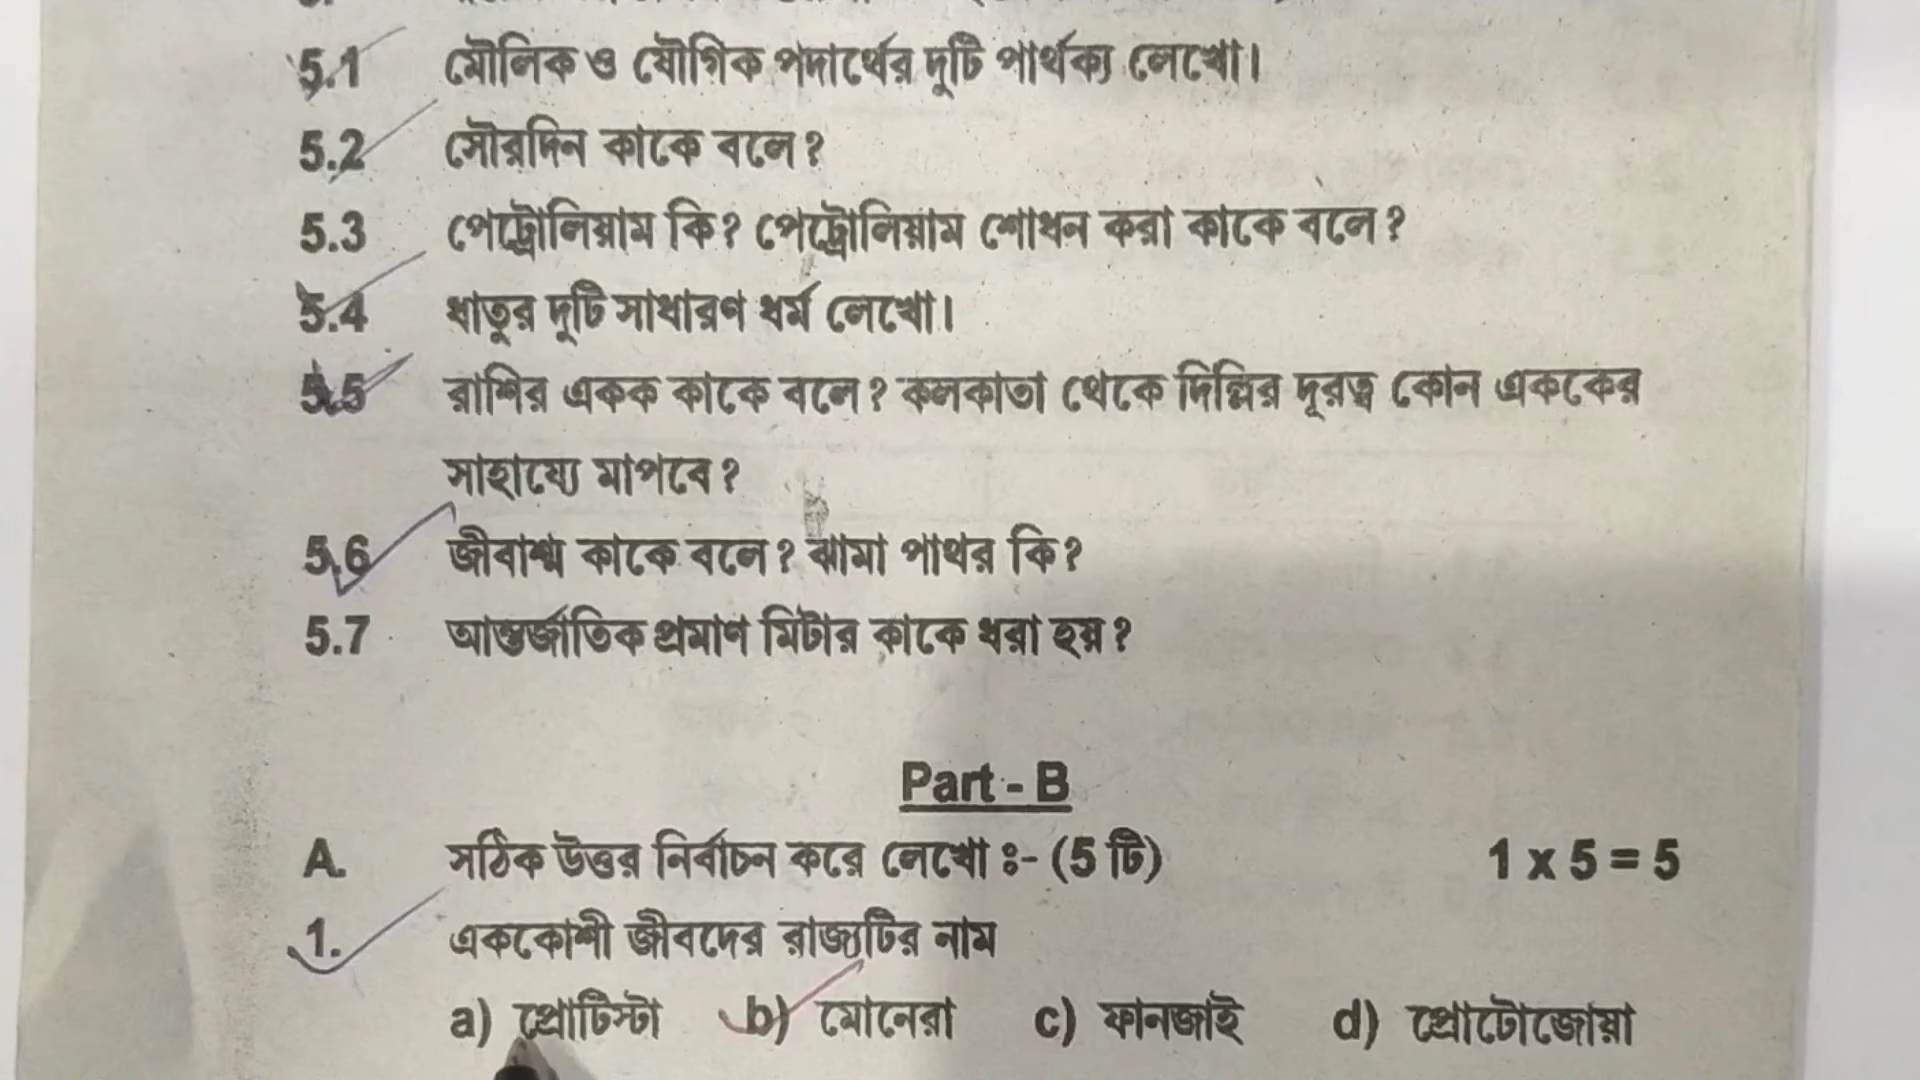 5.1 মৌলিক ও যৌগিক পদার্থের দুটি পার্থক্য লেখো।
5.2 সৌরদিন কাকে বলে?
5.3 পেট্রোলিয়াম কি? পেট্রোলিয়াম শোধন করা কাকে বলে?
5.4 ধাতুর দুটি সাধারণ ধর্ম লেখো।
5.5 রাশির একক কাকে বলে? কলকাতা থেকে দিল্লির দূরত্ব কোন এককের
সাহায্যে মাপবে?
5.6 জীবাশ্ম কাকে বলে? ঝামা পাথর কি?
5.7 আন্তর্জাতিক প্রমাণ মিটার কাকে ধরা হয়?
Part - B
A. সঠিক উত্তর নির্বাচন করে লেখো ঃ- (5 টি) 1 x 5 = 5
1. এককোশী জীবদের রাজ্যটির নাম
a) প্রোটিস্টা b) মোনেরা c) ফানজাই d) প্রোটোজোয়া